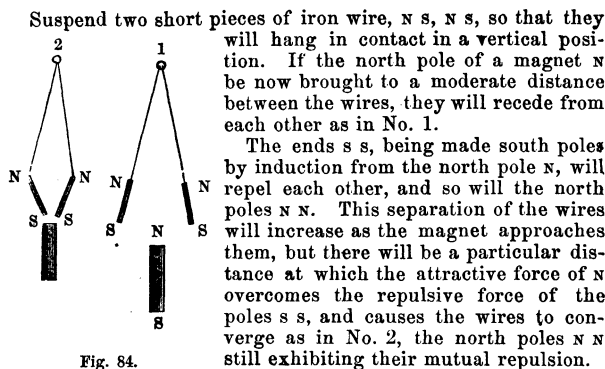 Suspend two short pieces of iron wire, N S, N S, so that they
will hang in contact in a vertical posi-
tion. If the north pole of a magnet N
be now brought to a moderate distance
between the wires, they will recede from
each other as in No. 1.
The ends S S, being made south poles
by induction from the north pole N, will
repel each other, and so will the north
poles N N. This separation of the wires
will increase as the magnet approaches
them, but there will be a particular dis-
tance at which the attractive force of N
overcomes the repulsive force of the
poles S S, and causes the wires to con-
verge as in No. 2, the north poles N N
still exhibiting their mutual repulsion.
2 1
N N N N
S S S N S
S
Fig. 84.